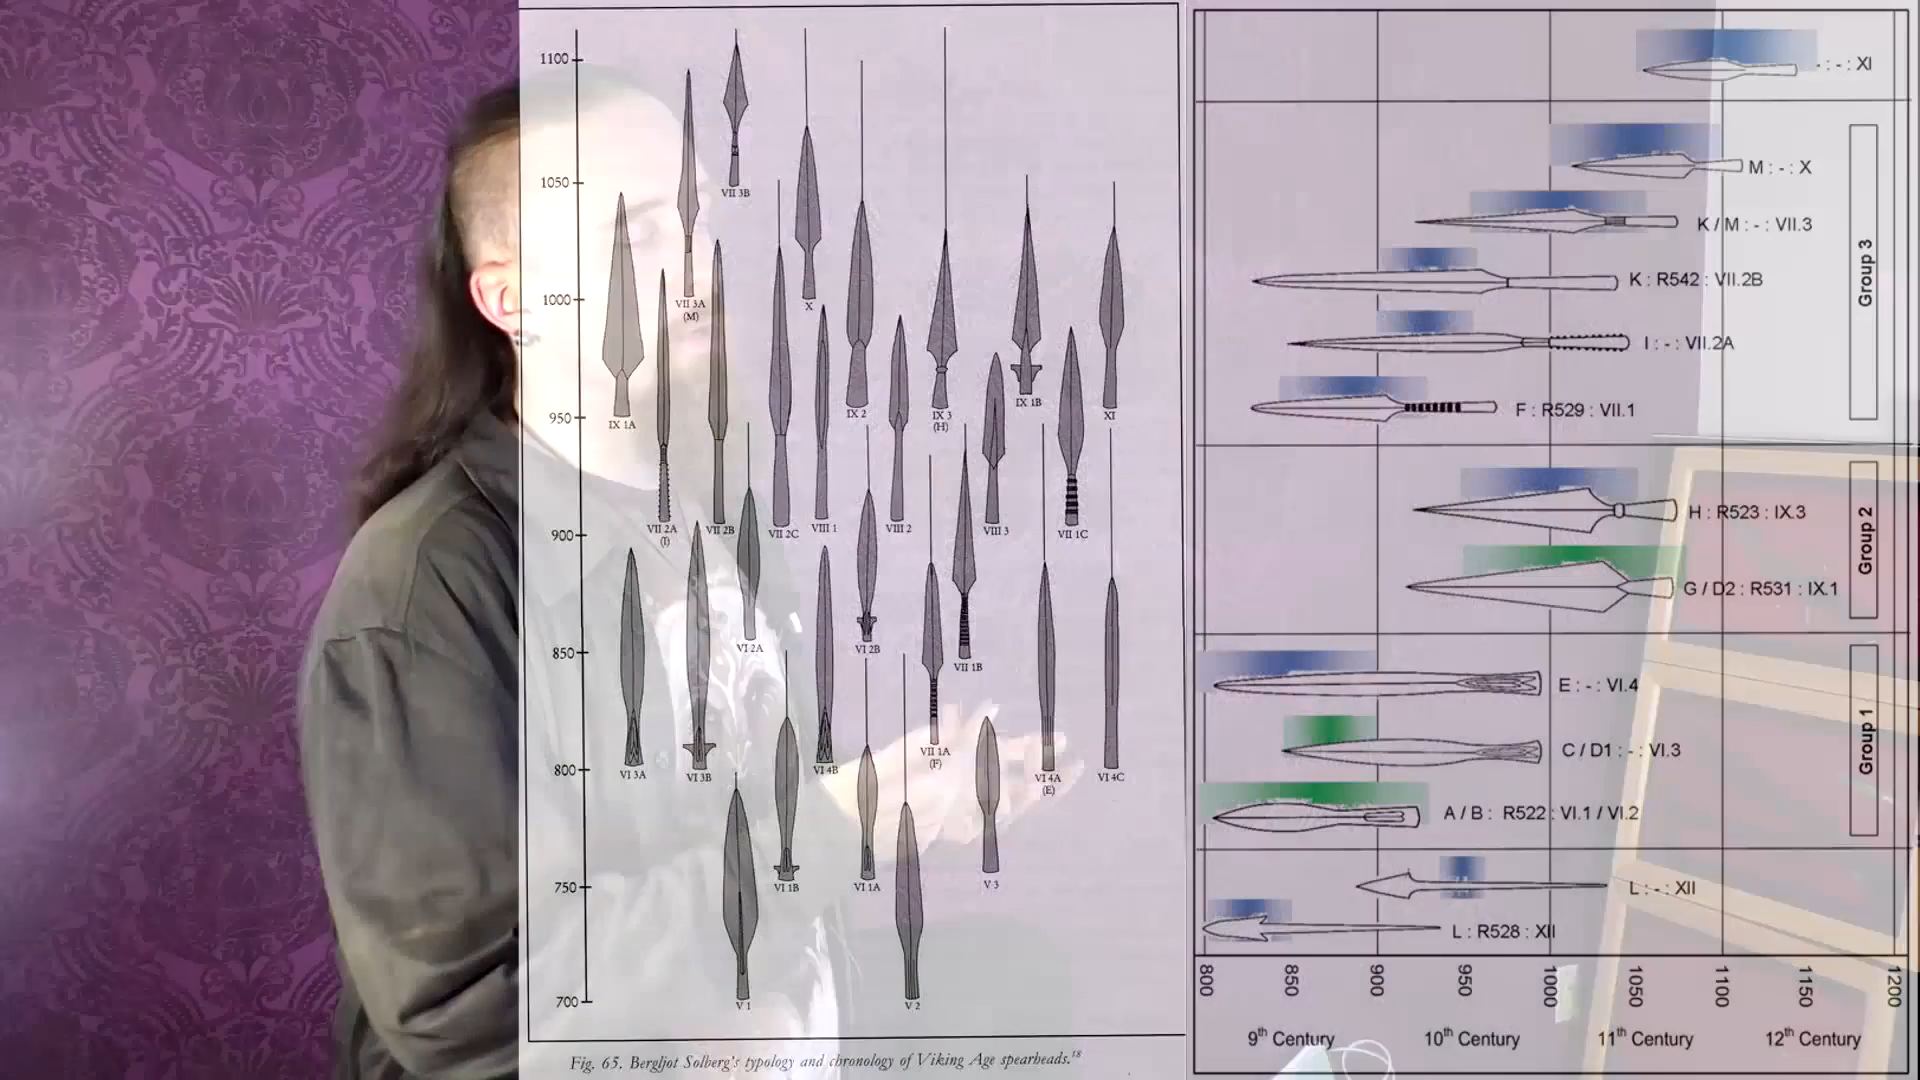 1100
VII 3B
1050
VII 3A
(M)
X
1000
IX 1A
IX 2
IX 3
(H)
IX 1B
XI
950
VII 2A
(I)
VII 2B
VII 2C
VIII 1
VIII 2
VIII 3
VII 1C
900
VI 2A
VI 2B
VII 1B
850
VI 3A
VI 3B
VI 4B
VII 1A
(F)
VI 4A
(E)
VI 4C
800
VI 1B
VI 1A
V 3
750
V 1
V 2
700
Fig. 65. Bergljot Solberg's typology and chronology of Viking Age spearheads.18
- : - : XI
M : - : X
K / M : - : VII.3
K : R542 : VII.2B
I : - : VII.2A
F : R529 : VII.1
Group 3
H : R523 : IX.3
G / D2 : R531 : IX.1
Group 2
E : - : VI.4
C / D1 : - : VI.3
A / B : R522 : VI.1 / VI.2
Group 1
L : - : XII
L : R528 : XII
800 850 900 950 1000 1050 1100 1150 1200
9th Century 10th Century 11th Century 12th Century